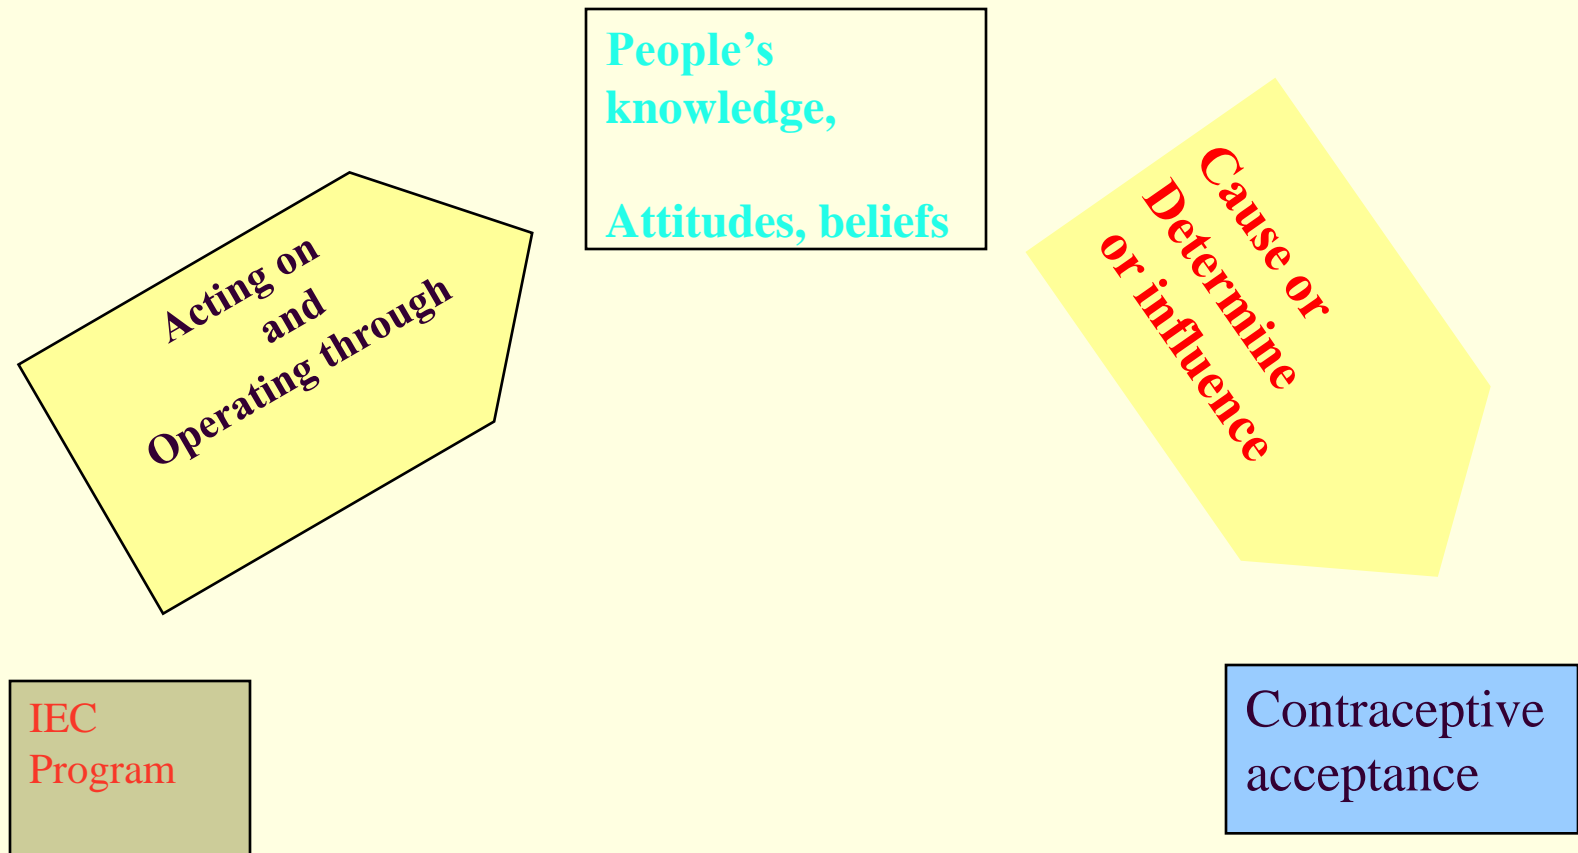 People’s
knowledge,
Attitudes, beliefs
Acting on
and
Operating through
Cause or
Determine
or influence
IEC
Program
Contraceptive
acceptance